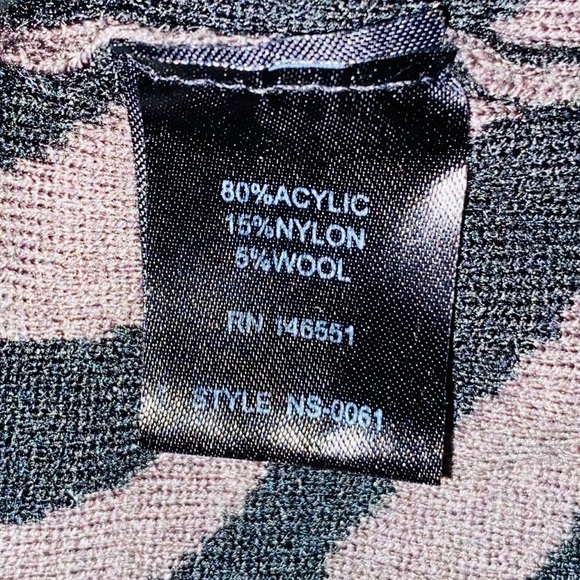 80%ACYLIC
15%NYLON
5%WOOL
RN 146551
STYLE NS-0061